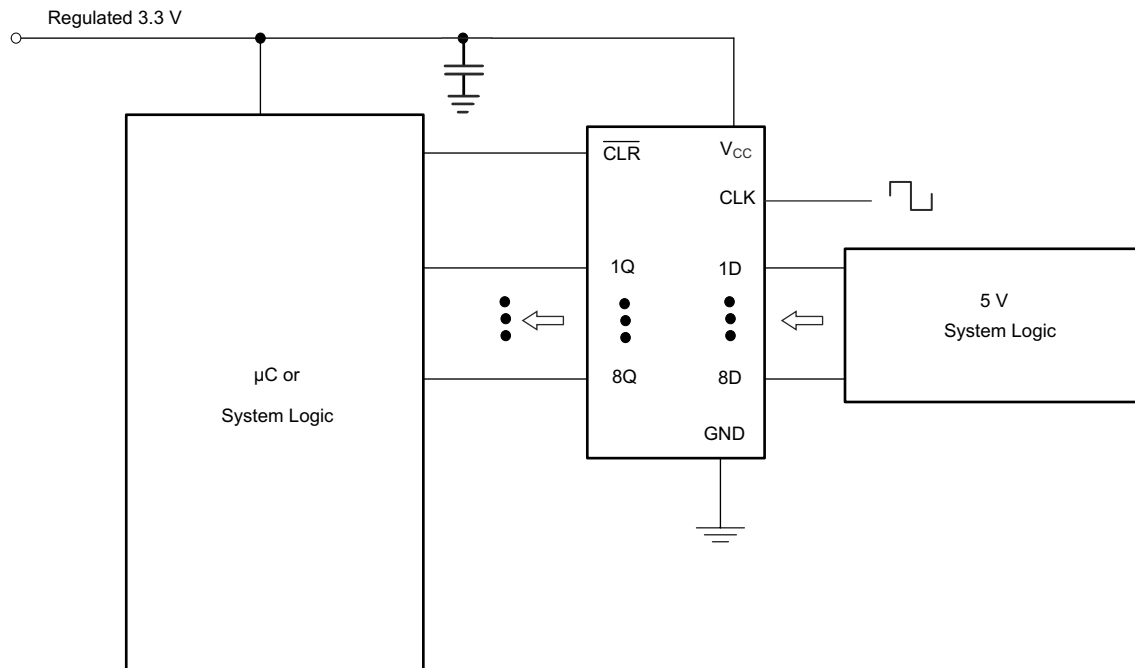 Regulated 3.3 V
CLR
VCC
CLK
1Q
1D
5 V
System Logic
µC or
System Logic
8Q
8D
GND